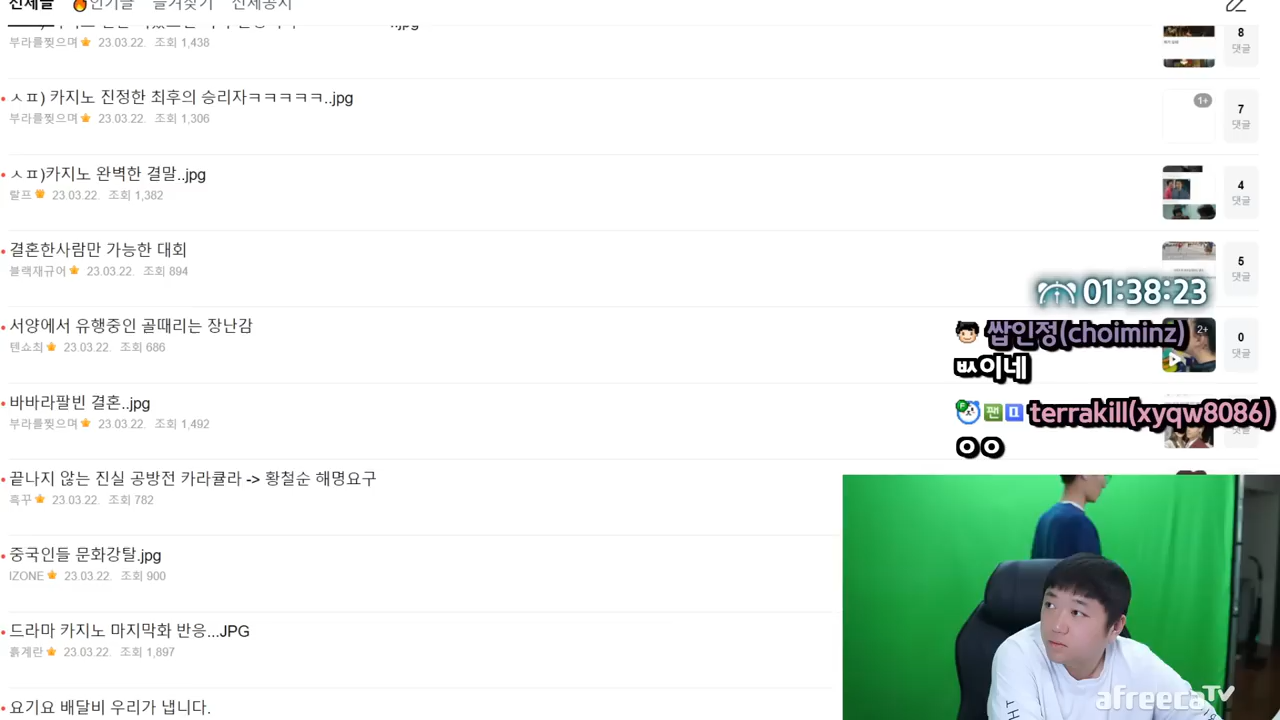 전체글 인기글 즐겨찾기 전체공지
..jpg
부라를찢으며 23.03.22. 조회 1,438
8
댓글
ㅅㅍ) 카지노 진정한 최후의 승리자ㅋㅋㅋㅋㅋ..jpg
부라를찢으며 23.03.22. 조회 1,306
1+
7
댓글
ㅅㅍ)카지노 완벽한 결말..jpg
랄프 23.03.22. 조회 1,382
4
댓글
결혼한사람만 가능한 대회
블랙재규어 23.03.22. 조회 894
5
댓글
01:38:23
서양에서 유행중인 골때리는 장난감
텐쇼최 23.03.22. 조회 686
2+
0
댓글
쌉인정(choiminz)
ㅄ이네
바바라팔빈 결혼..jpg
부라를찢으며 23.03.22. 조회 1,492
댓글
F 팬 terrakill(xyqw8086)
ㅇㅇ
끝나지 않는 진실 공방전 카라큘라 -> 황철순 해명요구
흑꾸 23.03.22. 조회 782
중국인들 문화강탈.jpg
IZONE 23.03.22. 조회 900
드라마 카지노 마지막화 반응...JPG
흙계란 23.03.22. 조회 1,897
요기요 배달비 우리가 냅니다.
afreecaTV